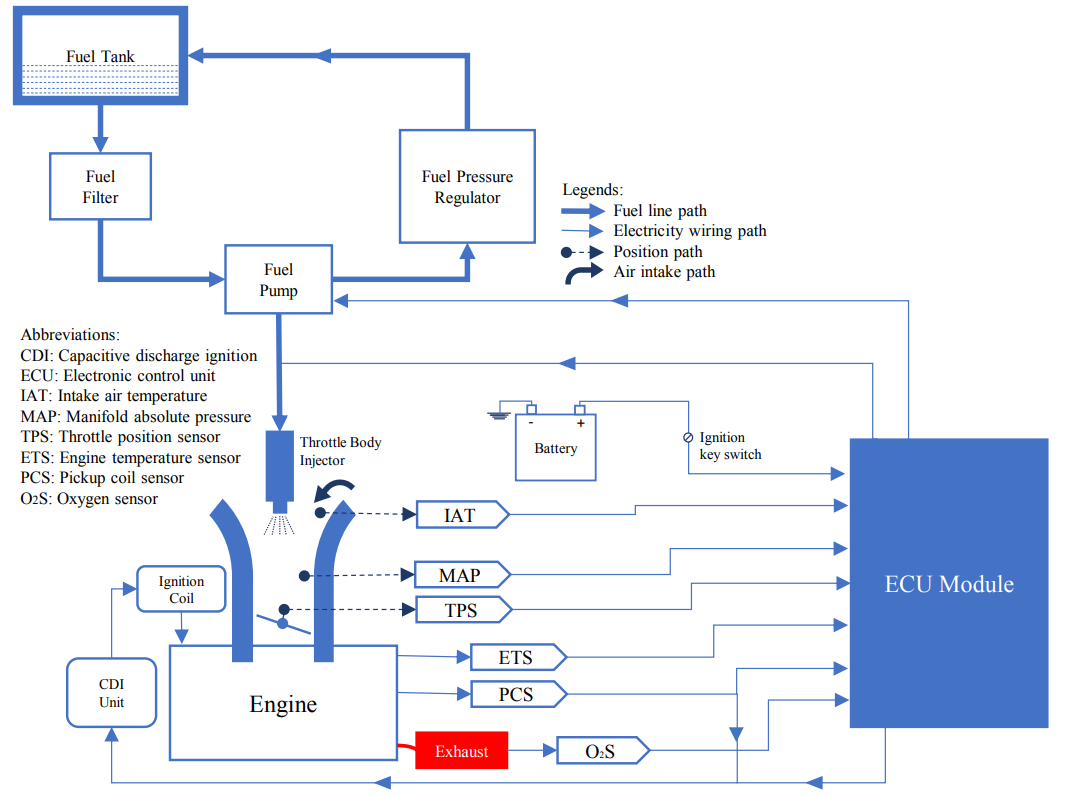 Fuel Tank
Fuel
Filter
Fuel Pressure
Regulator
Legends:
Fuel line path
Electricity wiring path
Position path
Air intake path
Fuel
Pump
Abbreviations:
CDI: Capacitive discharge ignition
ECU: Electronic control unit
IAT: Intake air temperature
MAP: Manifold absolute pressure
TPS: Throttle position sensor
ETS: Engine temperature sensor
PCS: Pickup coil sensor
O2S: Oxygen sensor
Throttle Body
Injector
- +
Battery
Ignition
key switch
IAT
MAP
TPS
ETS
PCS
O2S
ECU Module
Ignition
Coil
CDI
Unit
Engine
Exhaust